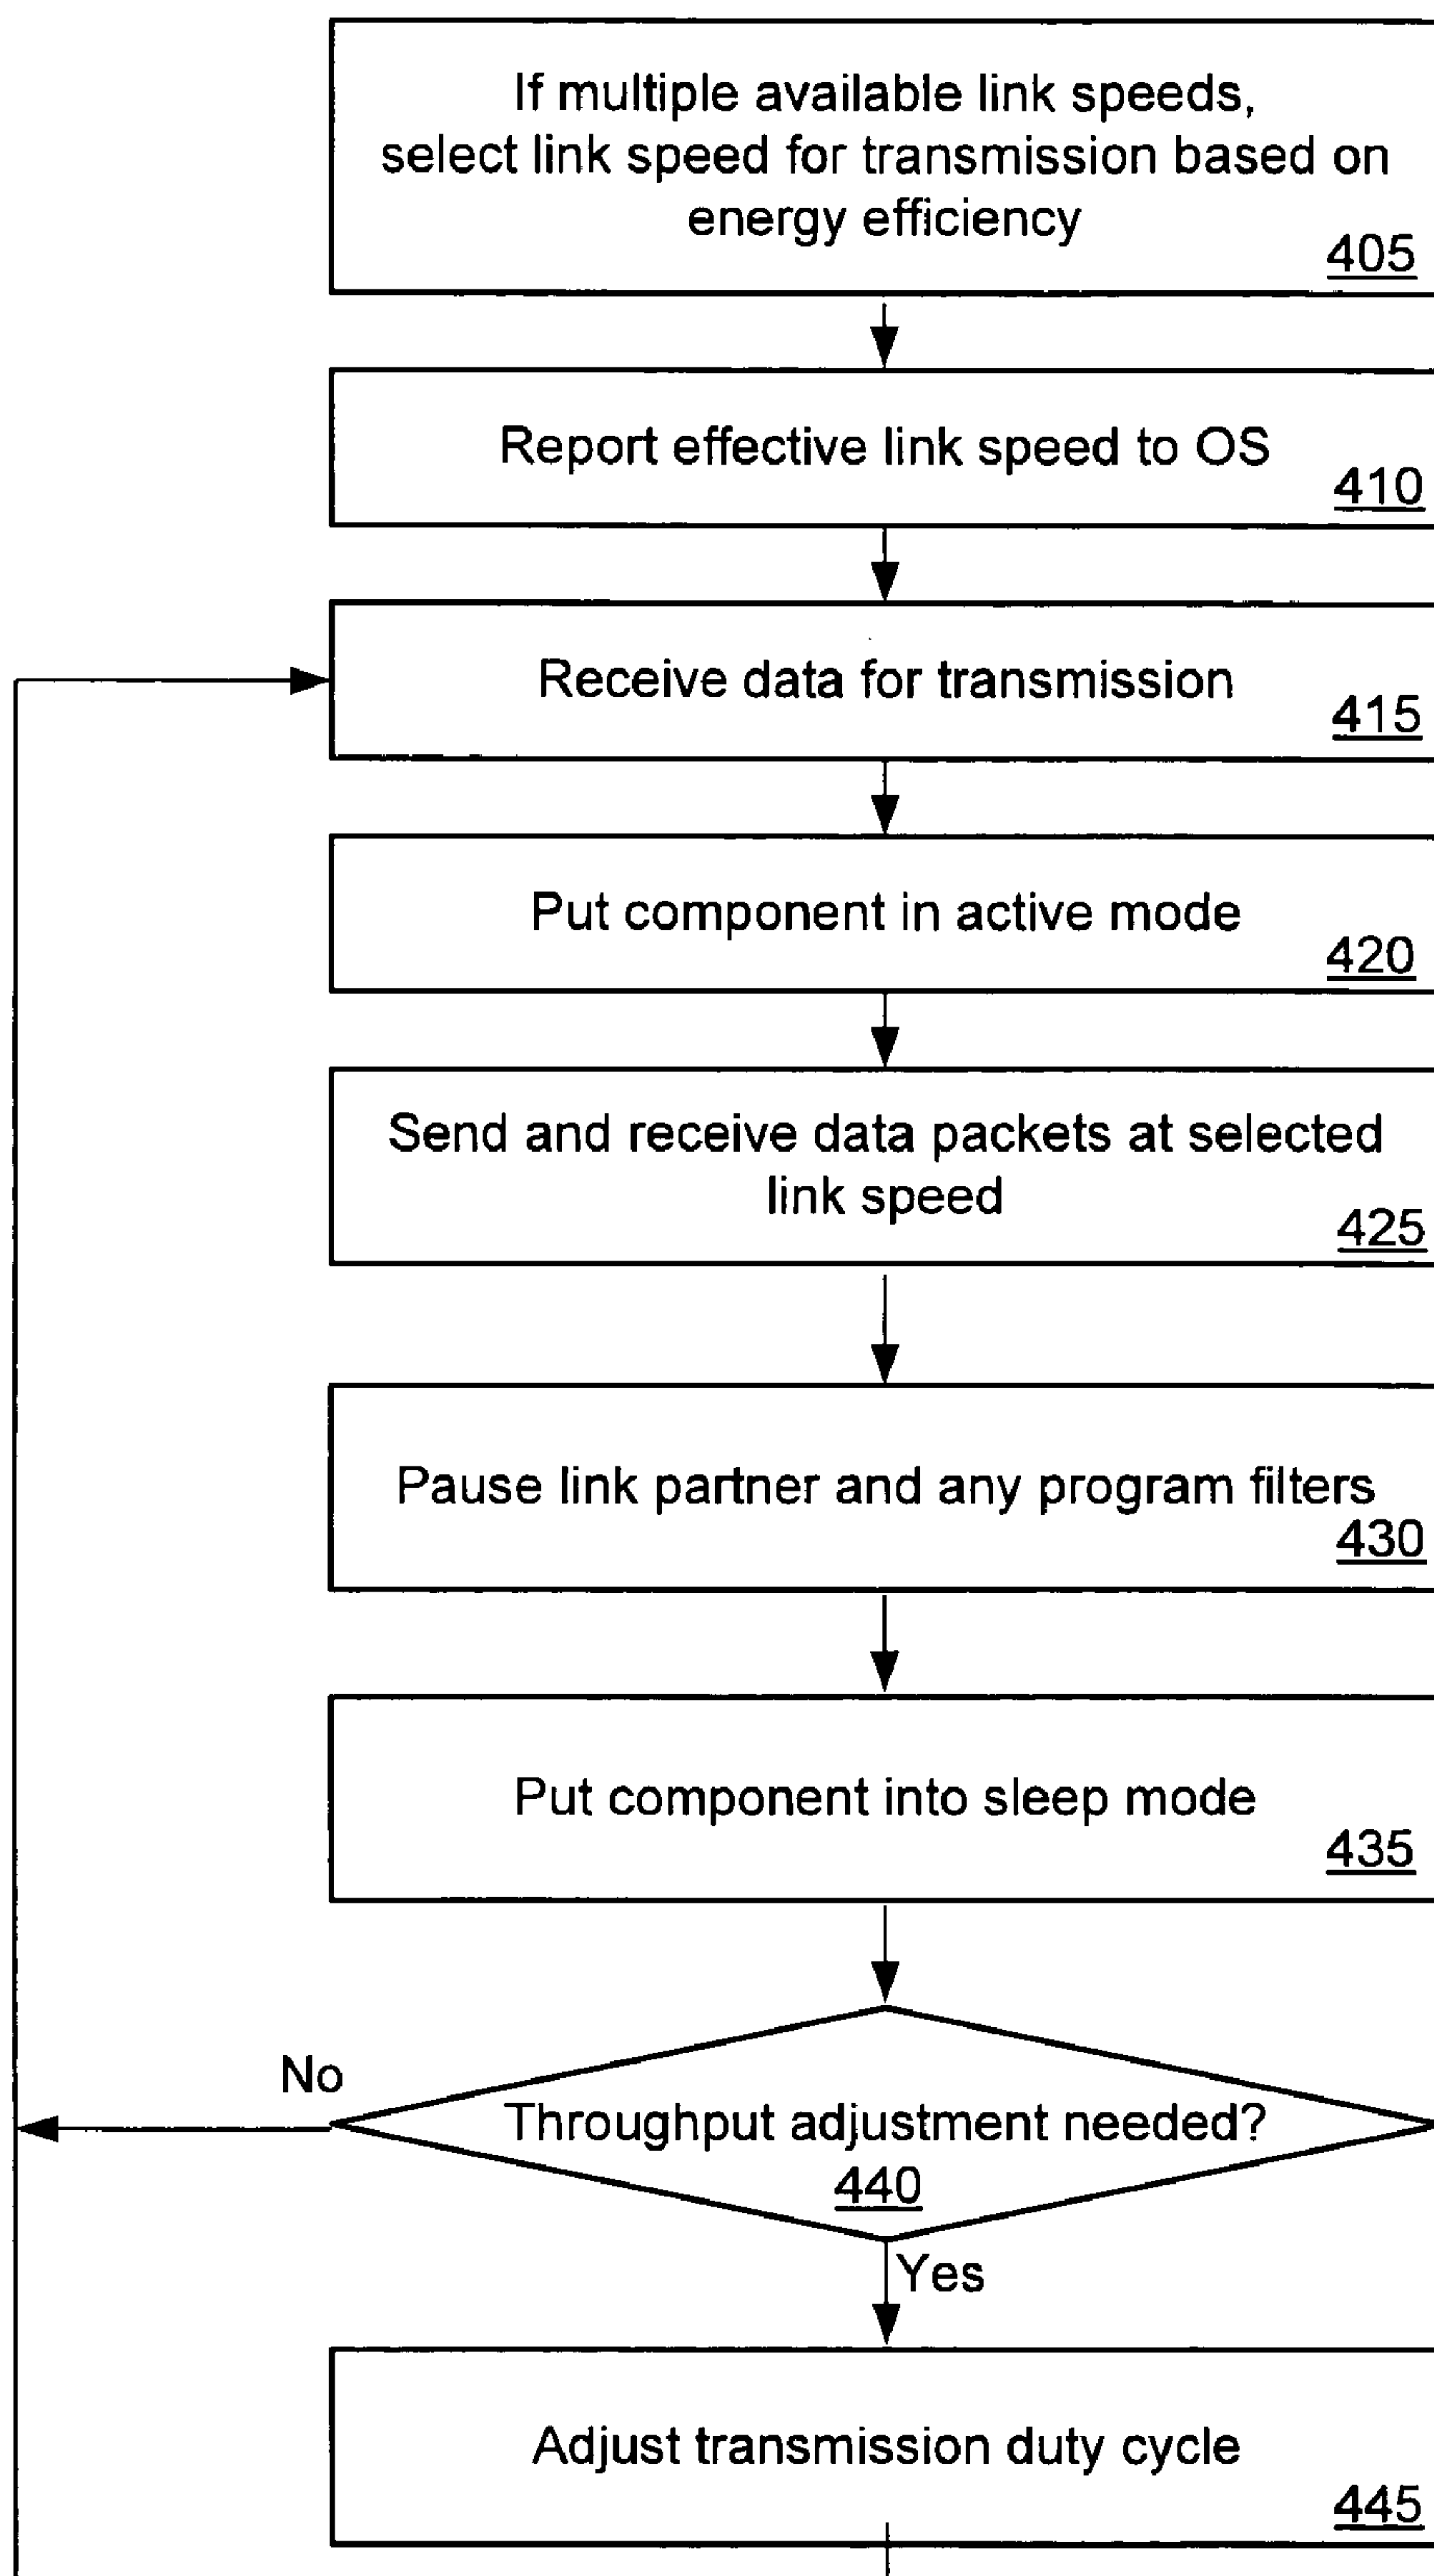 If multiple available link speeds,
select link speed for transmission based on
energy efficiency
405
Report effective link speed to OS
410
Receive data for transmission
415
Put component in active mode
420
Send and receive data packets at selected
link speed
425
Pause link partner and any program filters
430
Put component into sleep mode
435
No
Throughput adjustment needed?
440
Yes
Adjust transmission duty cycle
445